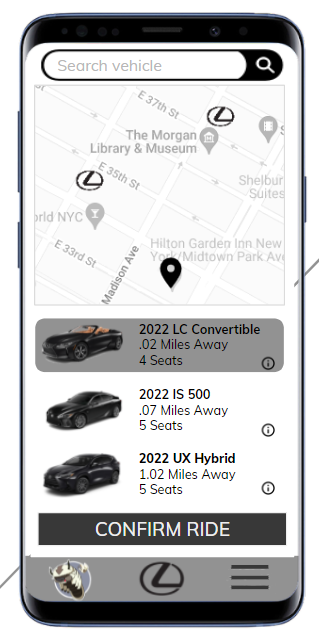 Search vehicle
E 37th St
The Morgan
Library & Museum
E 35th St
Shelbur
Suites
orld NYC
E 33rd St
Madison Ave
Hilton Garden Inn New
York/Midtown Park Ave
2022 LC Convertible
.02 Miles Away
4 Seats
2022 IS 500
.07 Miles Away
5 Seats
2022 UX Hybrid
1.02 Miles Away
5 Seats
CONFIRM RIDE